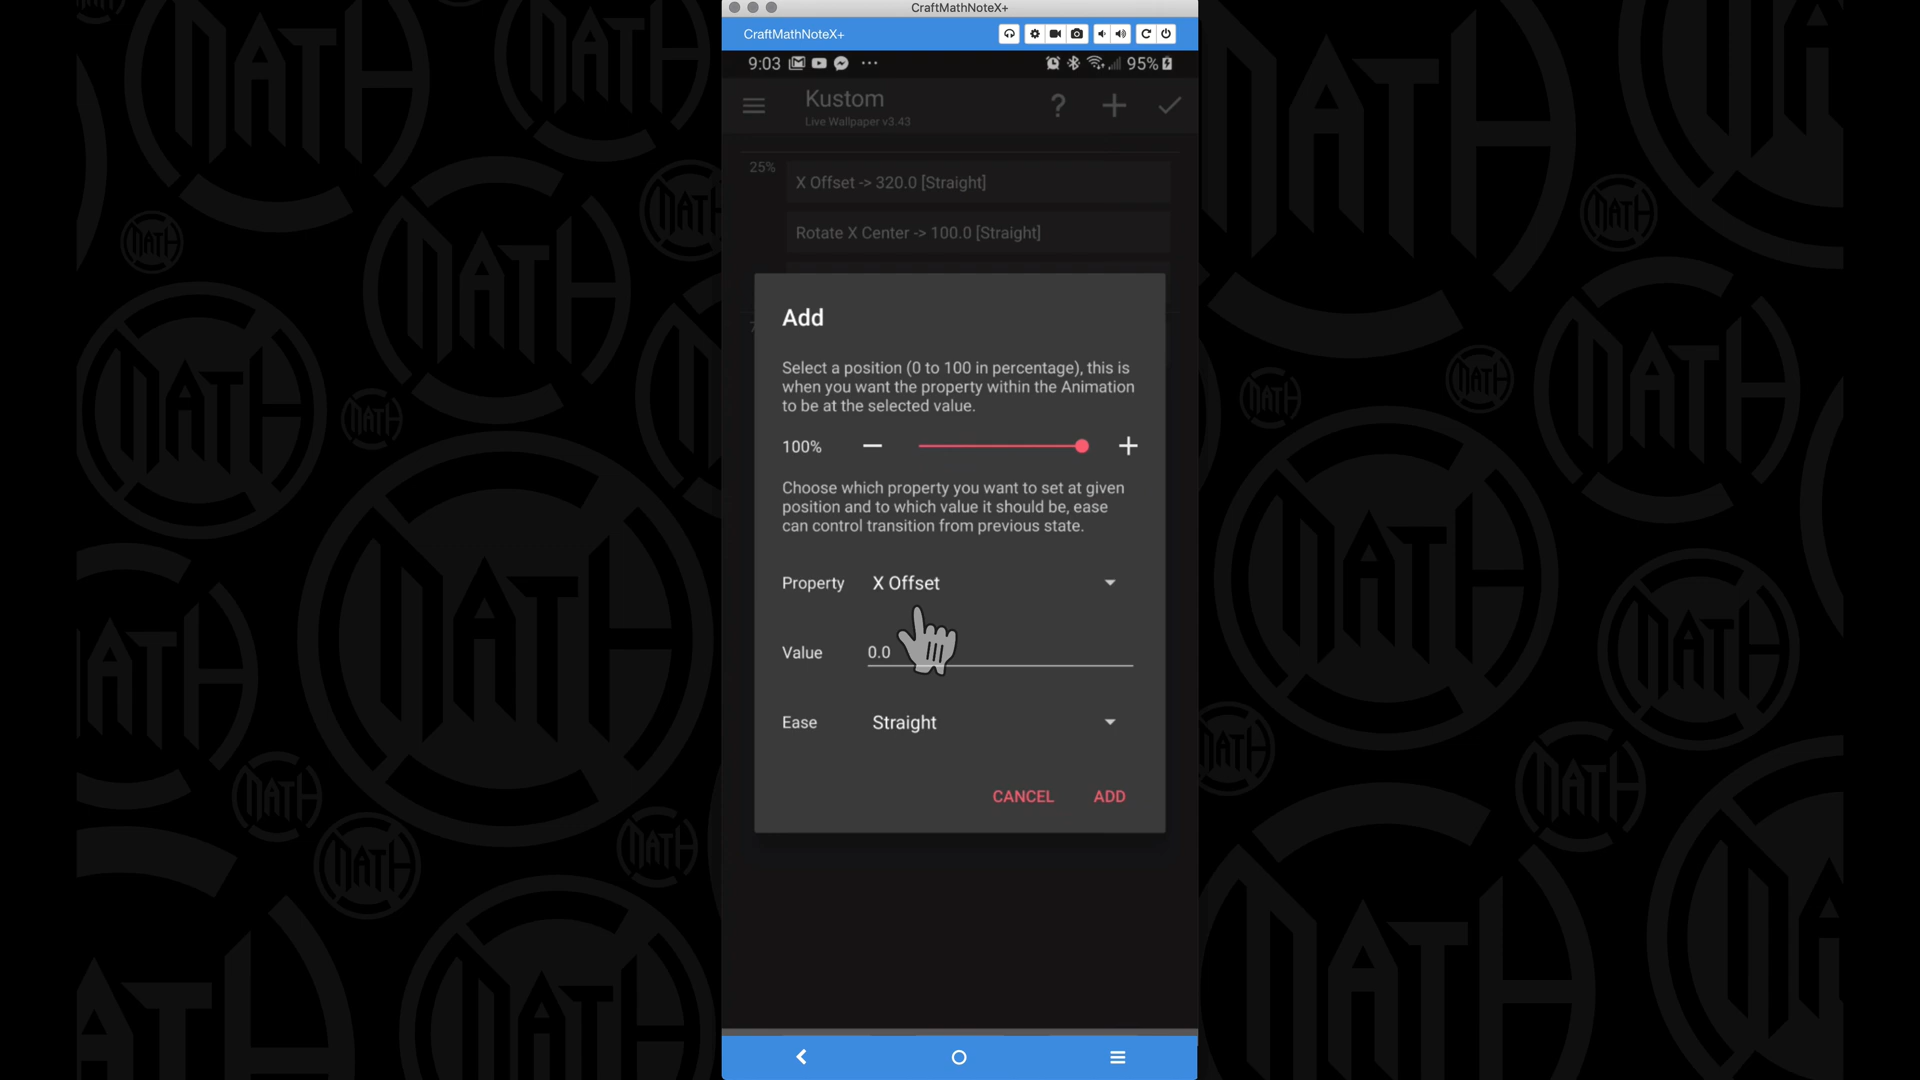 CraftMathNoteX+
CraftMathNoteX+
9:03
95%
Kustom
Live Wallpaper v3.43
25%
X Offset -> 320.0 [Straight]
Rotate X Center -> 100.0 [Straight]
Add
Select a position (0 to 100 in percentage), this is
when you want the property within the Animation
to be at the selected value.
100%
Choose which property you want to set at given
position and to which value it should be, ease
can control transition from previous state.
Property X Offset
Value 0.0
Ease Straight
CANCEL ADD
MATH